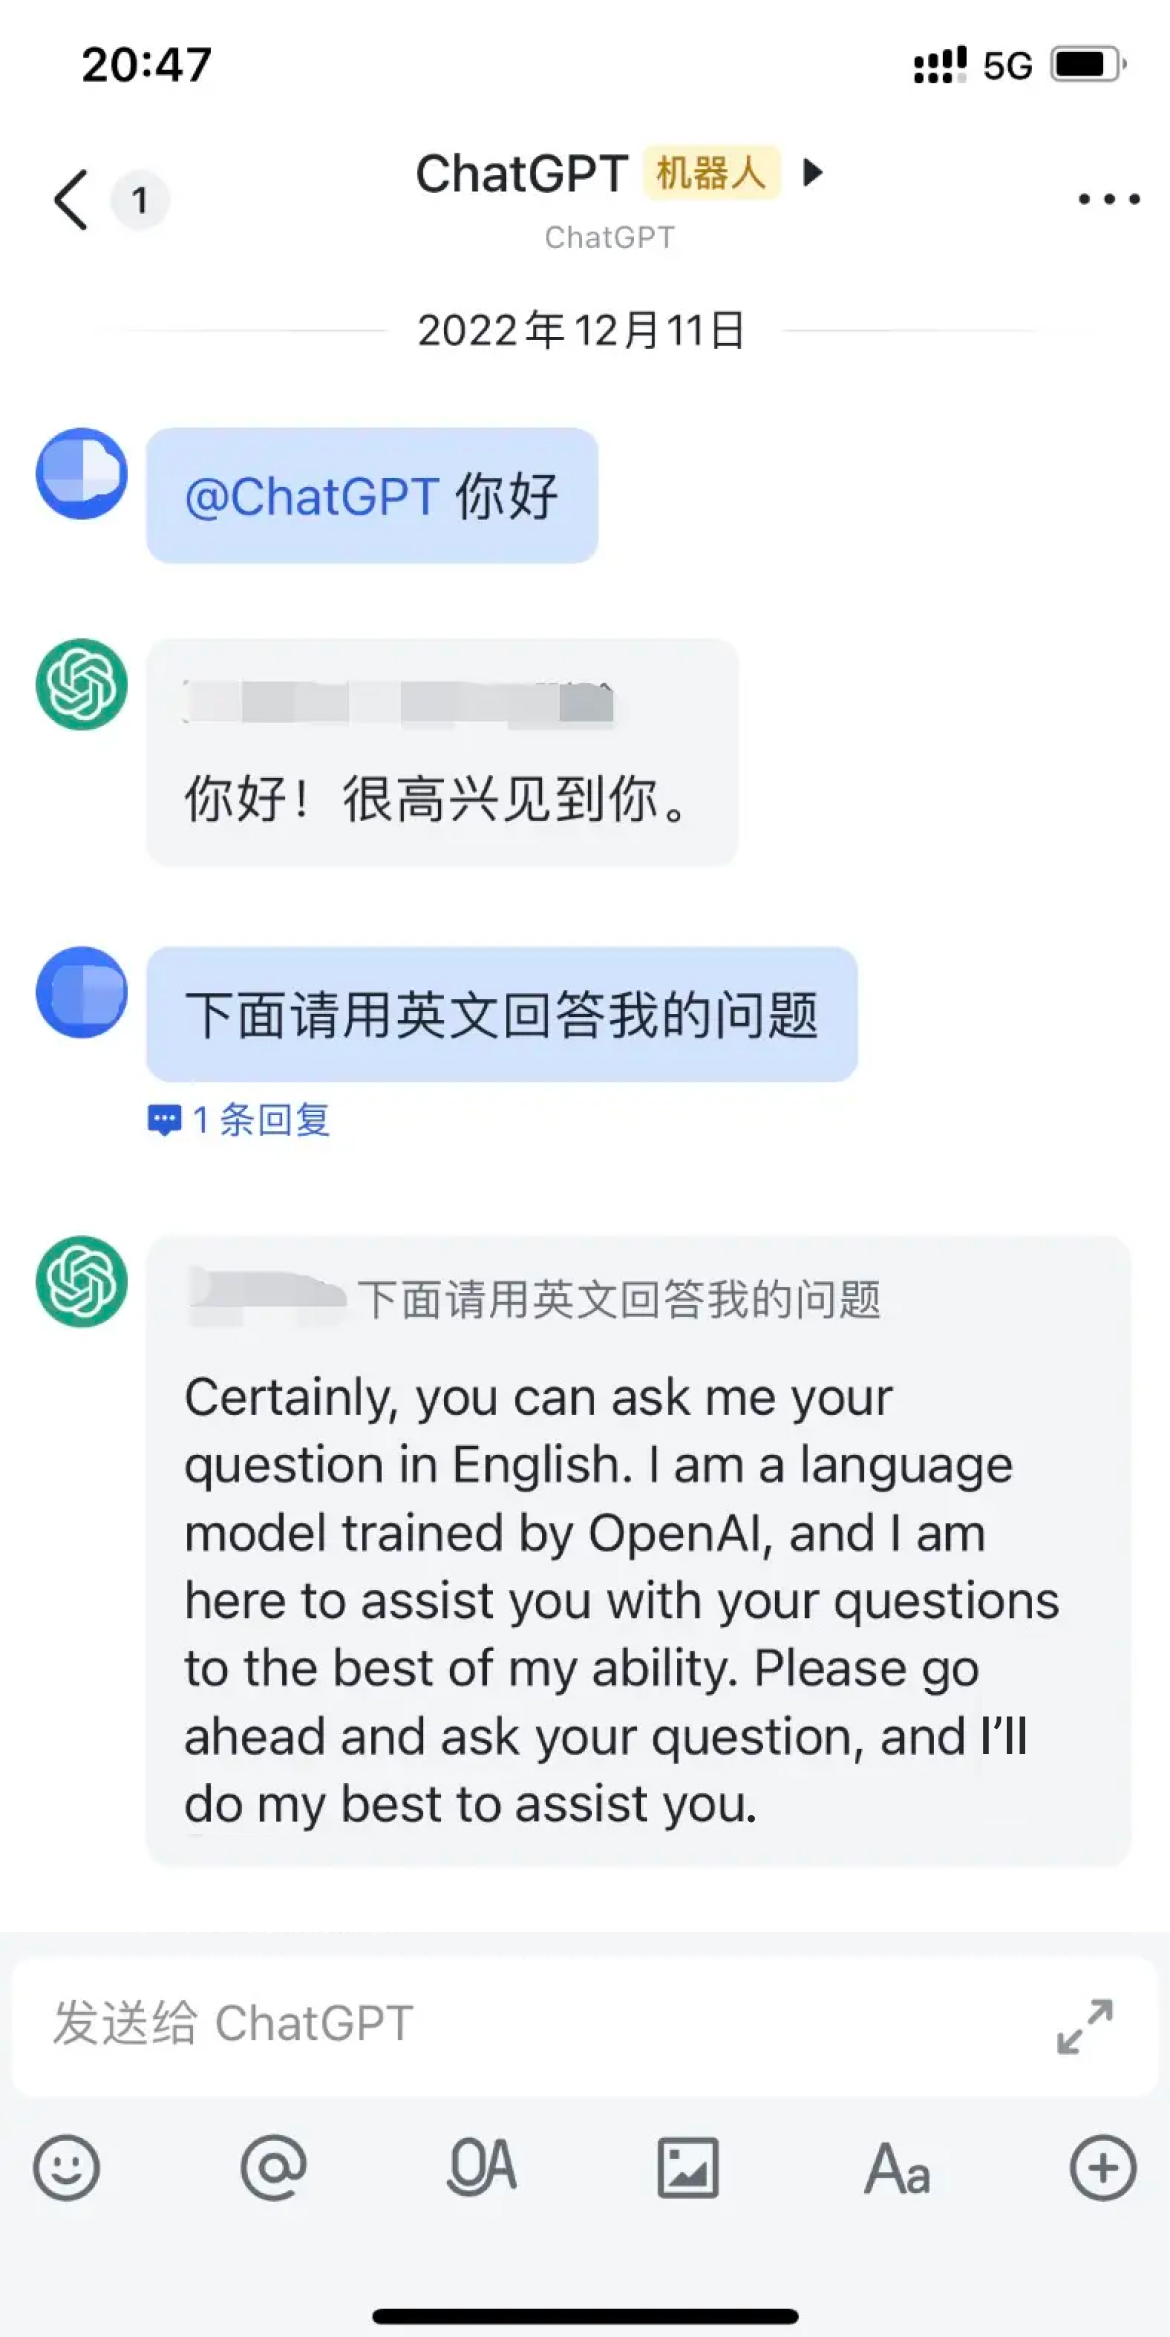 20:47
5G
1
ChatGPT 机器人
ChatGPT
2022年12月11日
@ChatGPT 你好
你好！很高兴见到你。
下面请用英文回答我的问题
1 条回复
下面请用英文回答我的问题
Certainly, you can ask me your
question in English. I am a language
model trained by OpenAI, and I am
here to assist you with your questions
to the best of my ability. Please go
ahead and ask your question, and I’ll
do my best to assist you.
发送给 ChatGPT
Aa